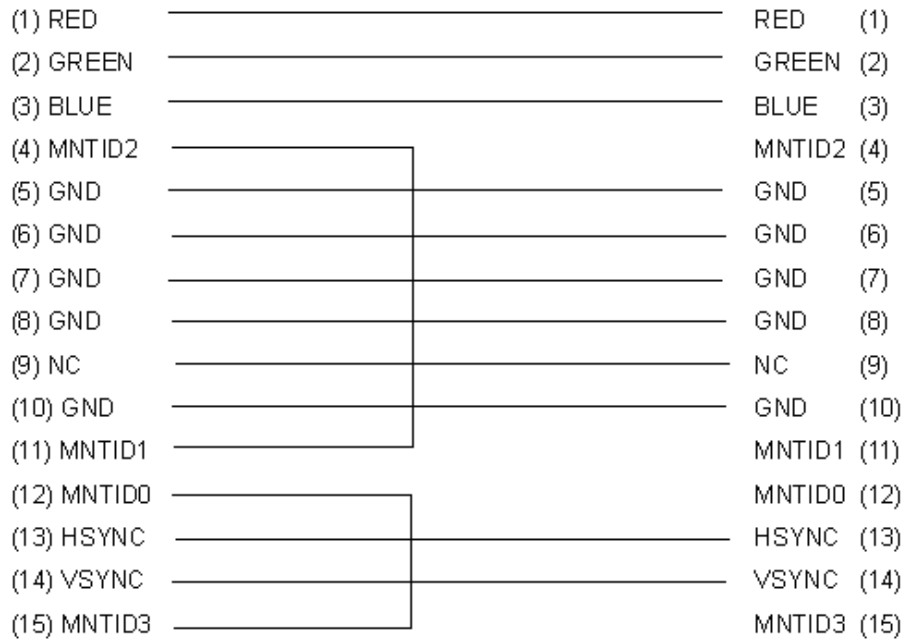 (1) RED RED (1)
(2) GREEN GREEN (2)
(3) BLUE BLUE (3)
(4) MNTID2 MNTID2 (4)
(5) GND GND (5)
(6) GND GND (6)
(7) GND GND (7)
(8) GND GND (8)
(9) NC NC (9)
(10) GND GND (10)
(11) MNTID1 MNTID1 (11)
(12) MNTID0 MNTID0 (12)
(13) HSYNC HSYNC (13)
(14) VSYNC VSYNC (14)
(15) MNTID3 MNTID3 (15)